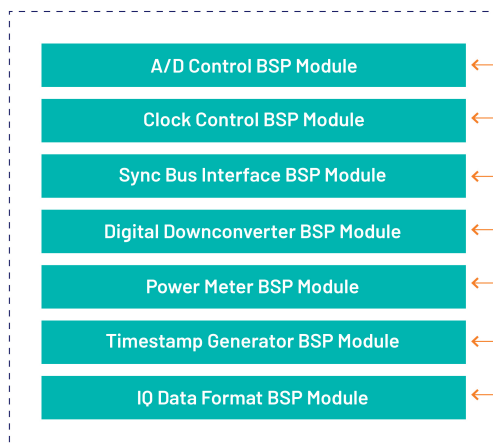 A/D Control BSP Module
Clock Control BSP Module
Sync Bus Interface BSP Module
Digital Downconverter BSP Module
Power Meter BSP Module
Timestamp Generator BSP Module
IQ Data Format BSP Module